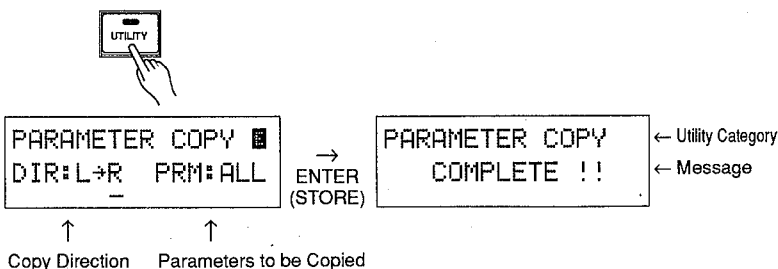 UTILITY
PARAMETER COPY
DIR:L→R PRM:ALL
Copy Direction
Parameters to be Copied
→
ENTER
(STORE)
PARAMETER COPY
COMPLETE !!
← Utility Category
← Message